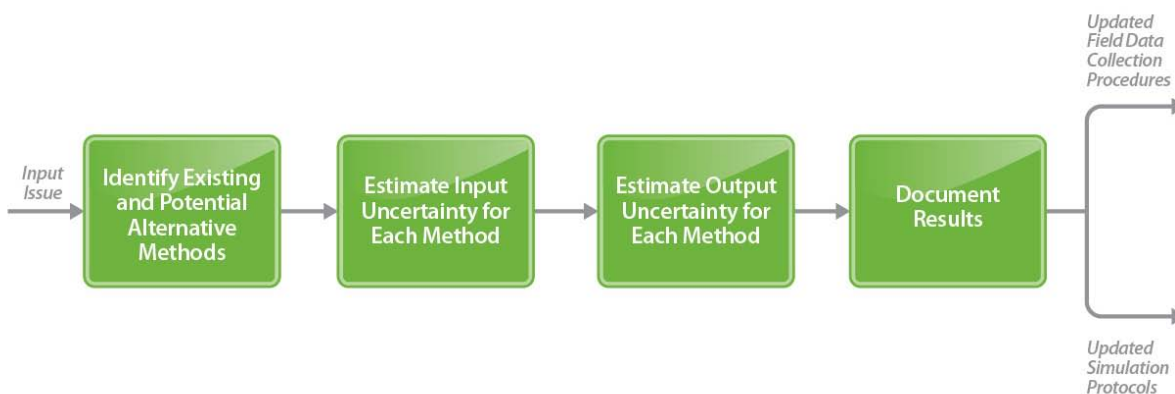 Input
Issue
Identify Existing
and Potential
Alternative
Methods
Estimate Input
Uncertainty for
Each Method
Estimate Output
Uncertainty for
Each Method
Document
Results
Updated
Field Data
Collection
Procedures
Updated
Simulation
Protocols